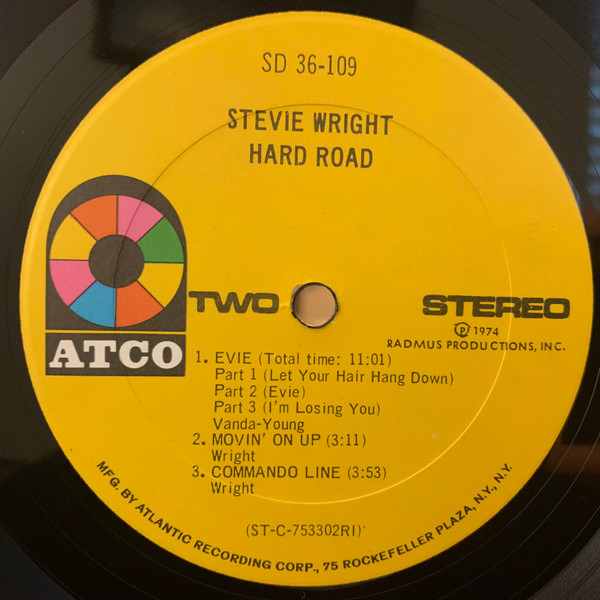 SD 36-109
STEVIE WRIGHT
HARD ROAD
ATCO
TWO
STEREO
Ⓟ 1974
RADMUS PRODUCTIONS, INC.
1. EVIE (Total time: 11:01)
Part 1 (Let Your Hair Hang Down)
Part 2 (Evie)
Part 3 (I'm Losing You)
Vanda-Young
2. MOVIN' ON UP (3:11)
Wright
3. COMMANDO LINE (3:53)
Wright
(ST-C-753302RI)
MFG. BY ATLANTIC RECORDING CORP., 75 ROCKEFELLER PLAZA, N.Y., N.Y.